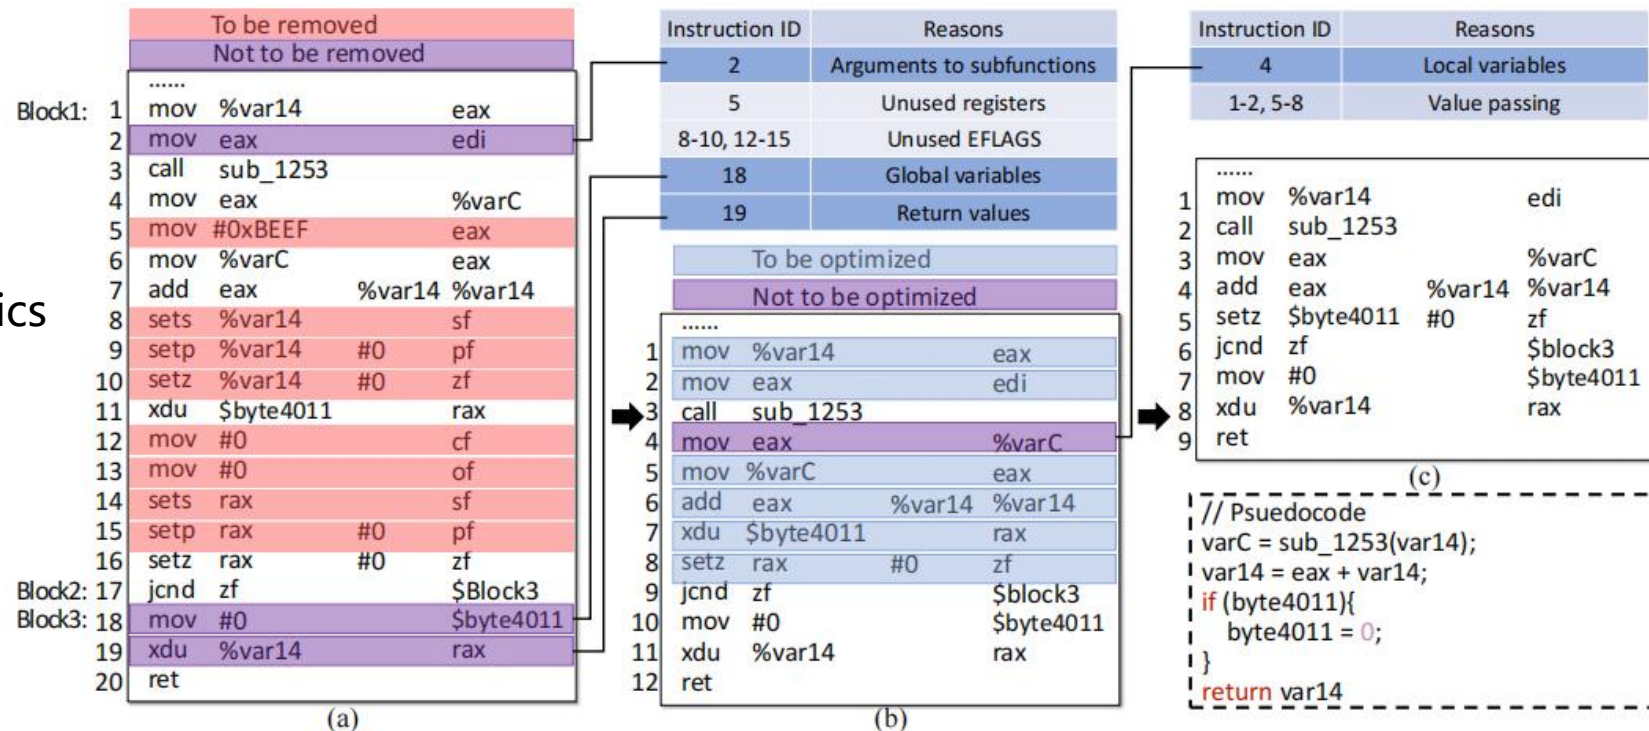 ics
To be removed
Not to be removed
......
Block1: 1 mov %var14 eax
2 mov eax edi
3 call sub_1253
4 mov eax %varC
5 mov #0xBEEF eax
6 mov %varC eax
7 add eax %var14 %var14
8 sets %var14 sf
9 setp %var14 #0 pf
10 setz %var14 #0 zf
11 xdu $byte4011 rax
12 mov #0 cf
13 mov #0 of
14 sets rax sf
15 setp rax #0 pf
16 setz rax #0 zf
Block2: 17 jcnd zf $Block3
Block3: 18 mov #0 $byte4011
19 xdu %var14 rax
20 ret
(a)
Instruction ID Reasons
2 Arguments to subfunctions
5 Unused registers
8-10, 12-15 Unused EFLAGS
18 Global variables
19 Return values
To be optimized
Not to be optimized
......
1 mov %var14 eax
2 mov eax edi
3 call sub_1253
4 mov eax %varC
5 mov %varC eax
6 add eax %var14 %var14
7 xdu $byte4011 rax
8 setz rax #0 zf
9 jcnd zf $block3
10 mov #0 $byte4011
11 xdu %var14 rax
12 ret
(b)
Instruction ID Reasons
4 Local variables
1-2, 5-8 Value passing
......
1 mov %var14 edi
2 call sub_1253
3 mov eax %varC
4 add eax %var14 %var14
5 setz $byte4011 #0 zf
6 jcnd zf $block3
7 mov #0 $byte4011
8 xdu %var14 rax
9 ret
(c)
// Psuedocode
varC = sub_1253(var14);
var14 = eax + var14;
if (byte4011){
byte4011 = 0;
}
return var14